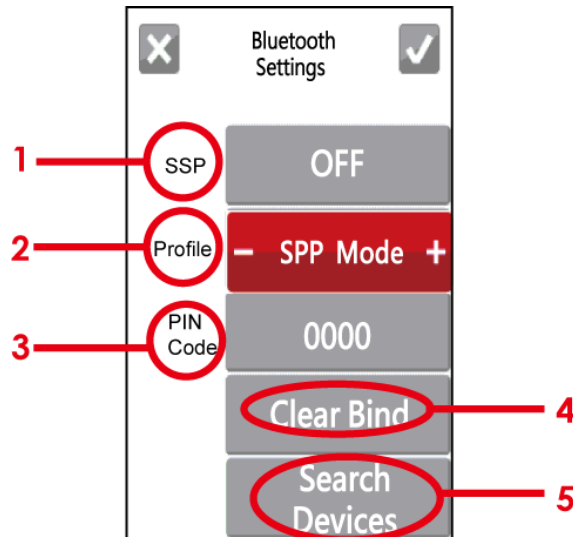 Bluetooth
Settings
1
SSP
OFF
2
Profile
– SPP Mode +
3
PIN
Code
0000
Clear Bind
4
Search
Devices
5